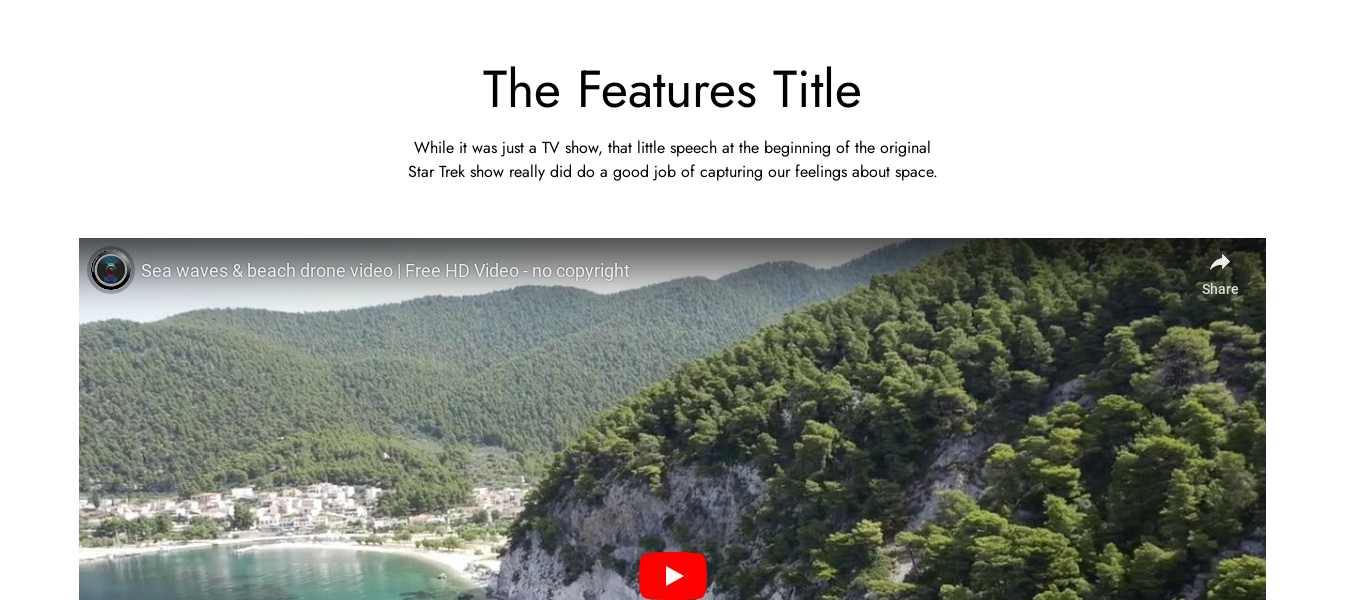 The Features Title
While it was just a TV show, that little speech at the beginning of the original
Star Trek show really did do a good job of capturing our feelings about space.
Sea waves & beach drone video | Free HD Video - no copyright
Share